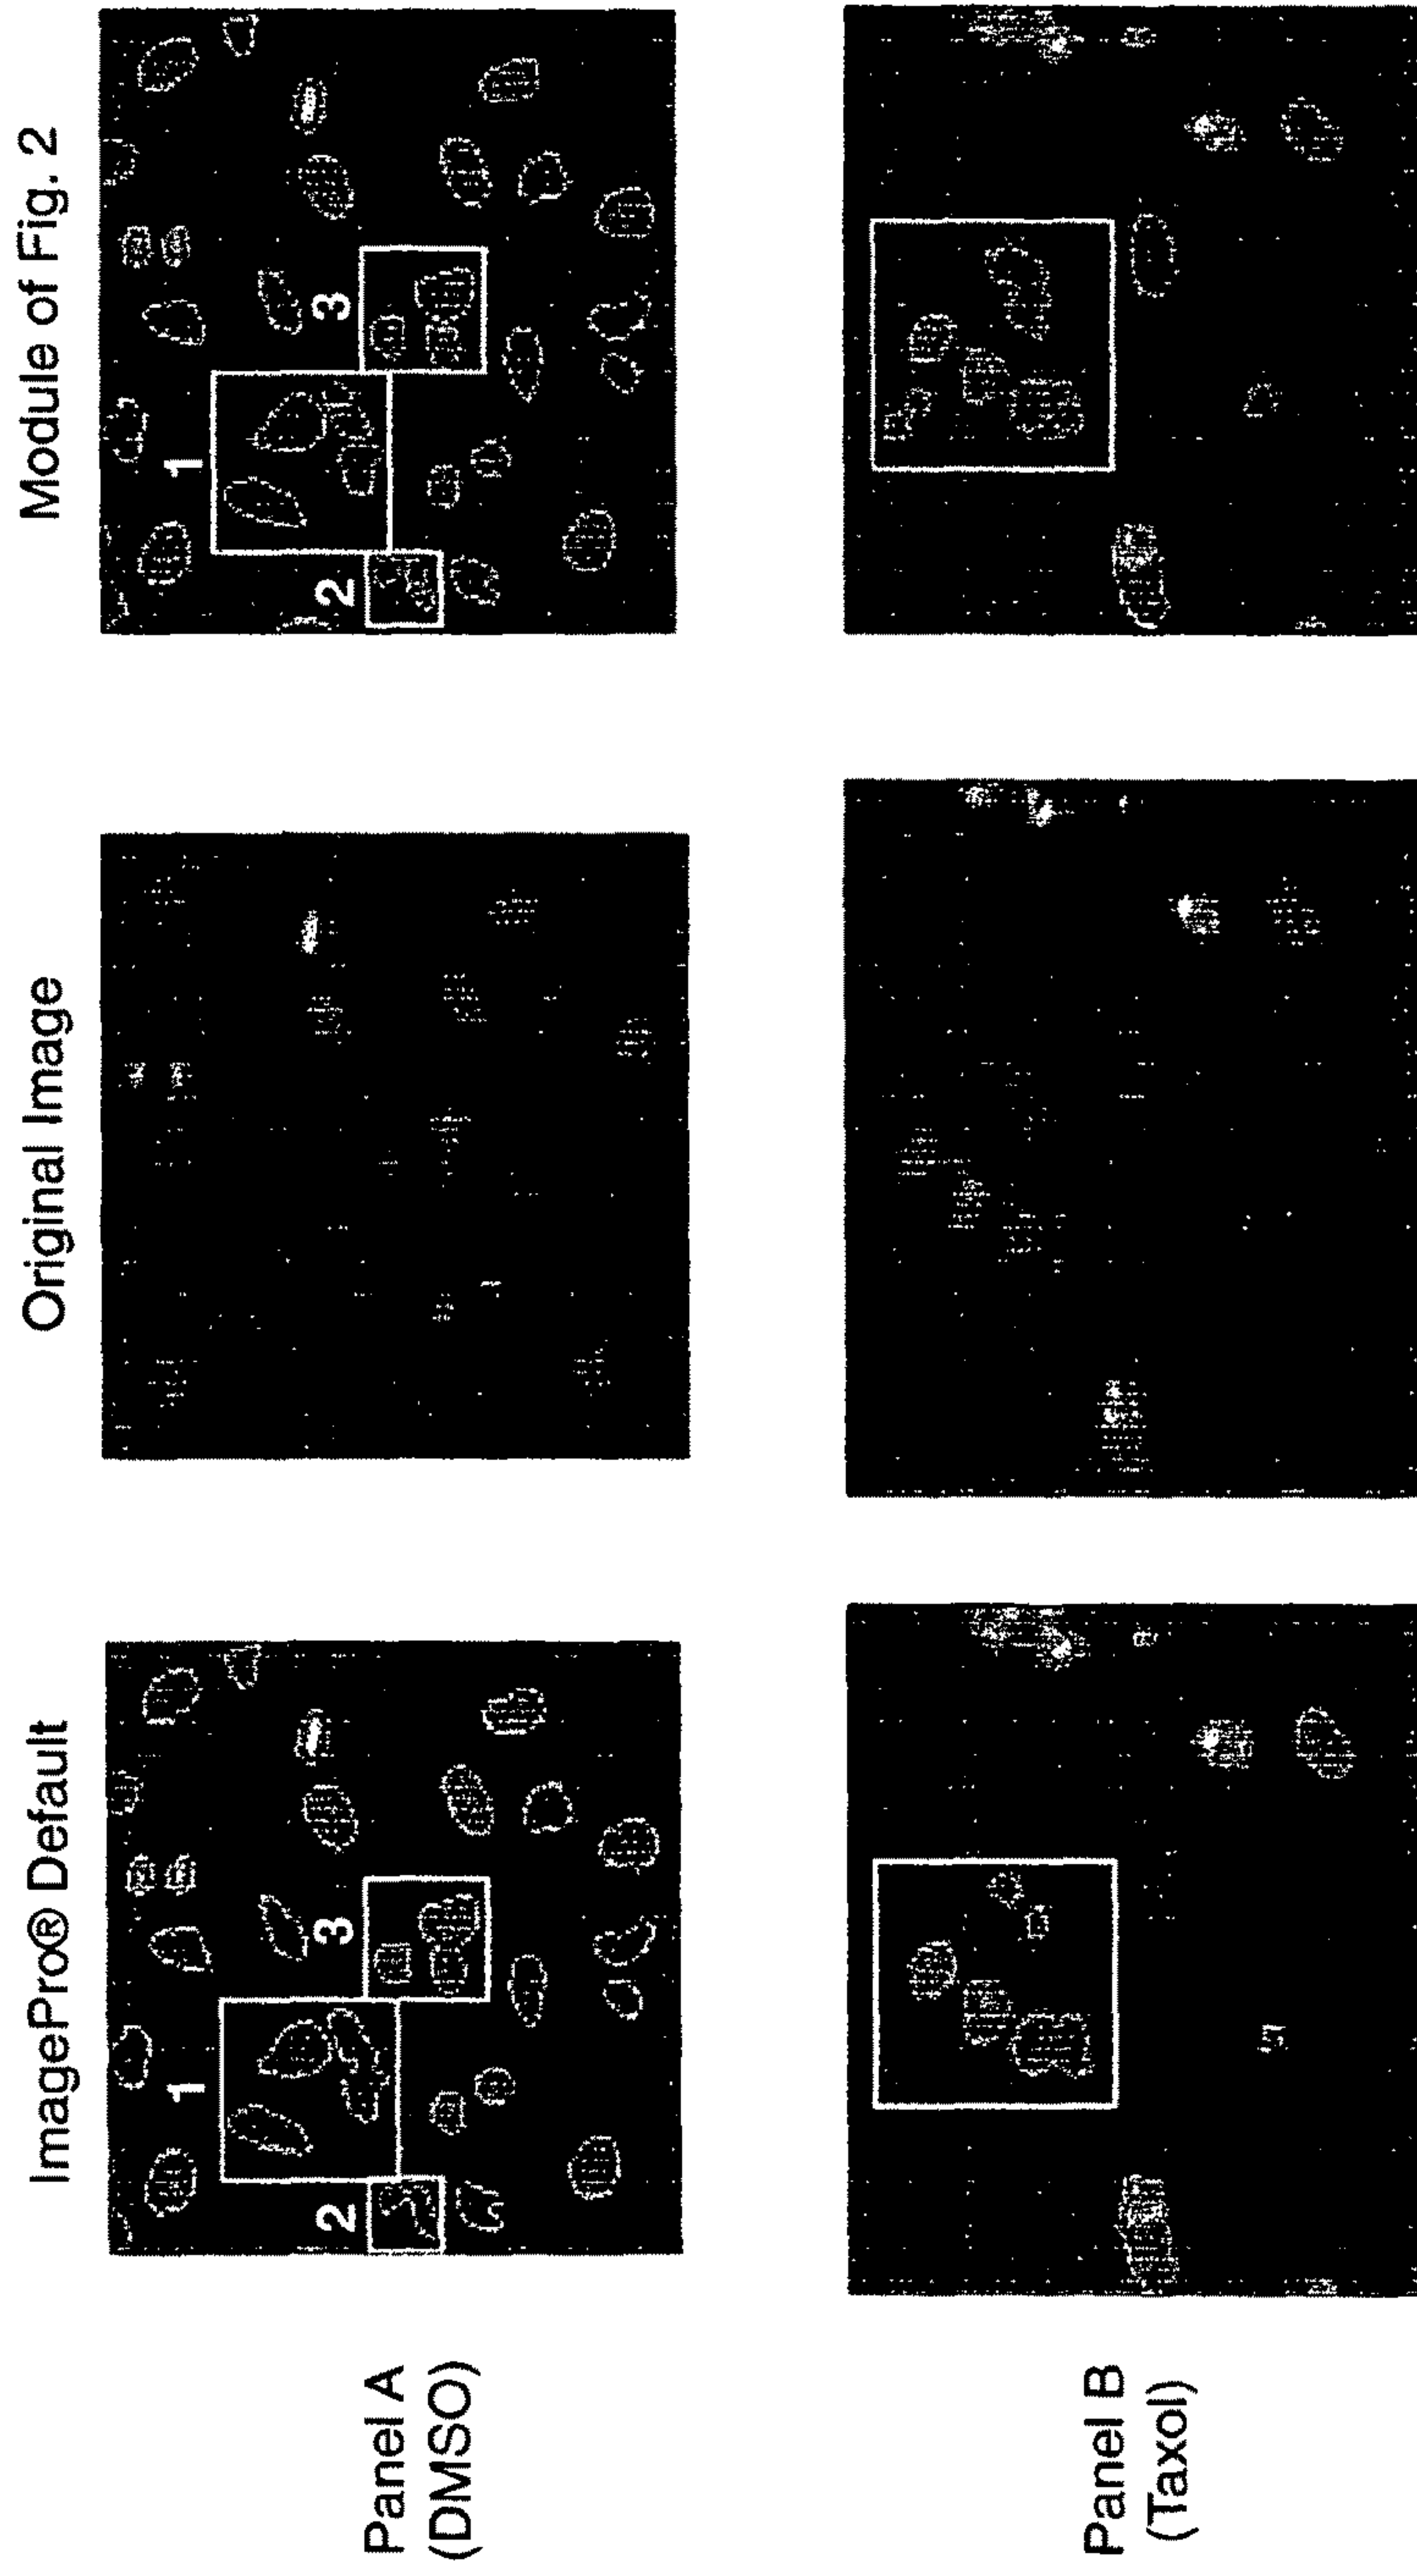 ImagePro® Default
Original Image
Module of Fig. 2
Panel A
(DMSO)
1
2
3
1
2
3
Panel B
(Taxol)